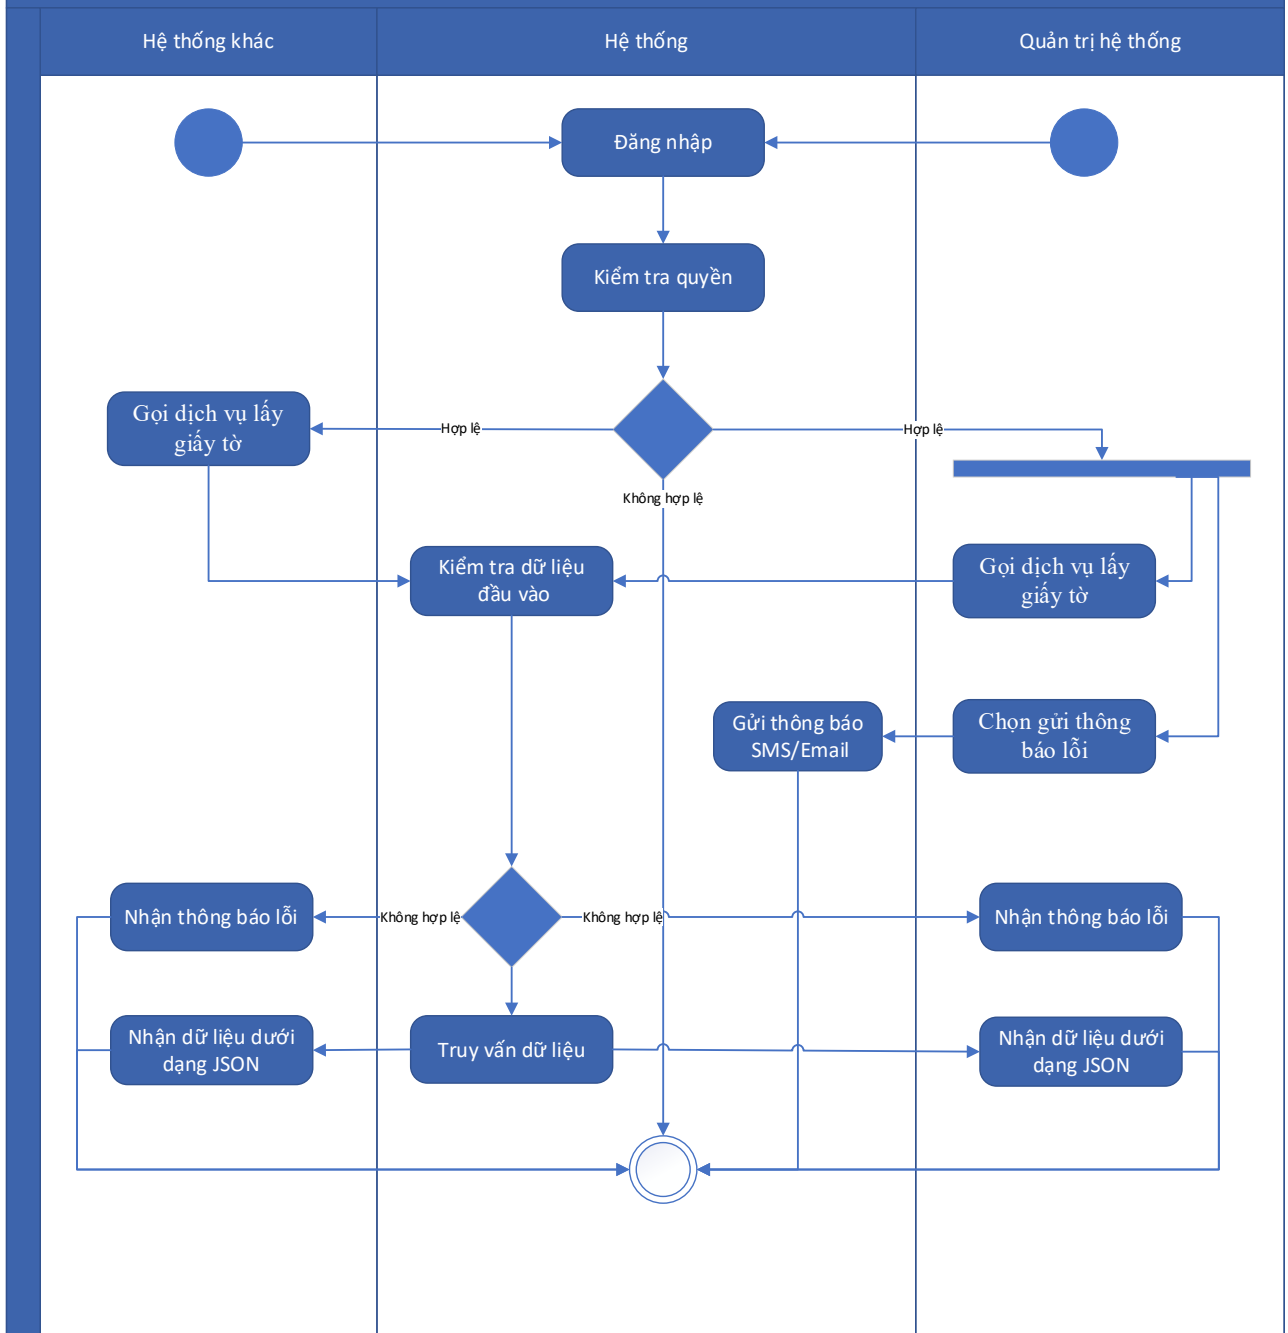 Hệ thống khác
Hệ thống
Quản trị hệ thống
Đăng nhập
Kiểm tra quyền
Gọi dịch vụ lấy
giấy tờ
Hợp lệ
Hợp lệ
Không hợp lệ
Kiểm tra dữ liệu
đầu vào
Gọi dịch vụ lấy
giấy tờ
Gửi thông báo
SMS/Email
Chọn gửi thông
báo lỗi
Nhận thông báo lỗi
Không hợp lệ
Không hợp lệ
Nhận thông báo lỗi
Nhận dữ liệu dưới
dạng JSON
Truy vấn dữ liệu
Nhận dữ liệu dưới
dạng JSON